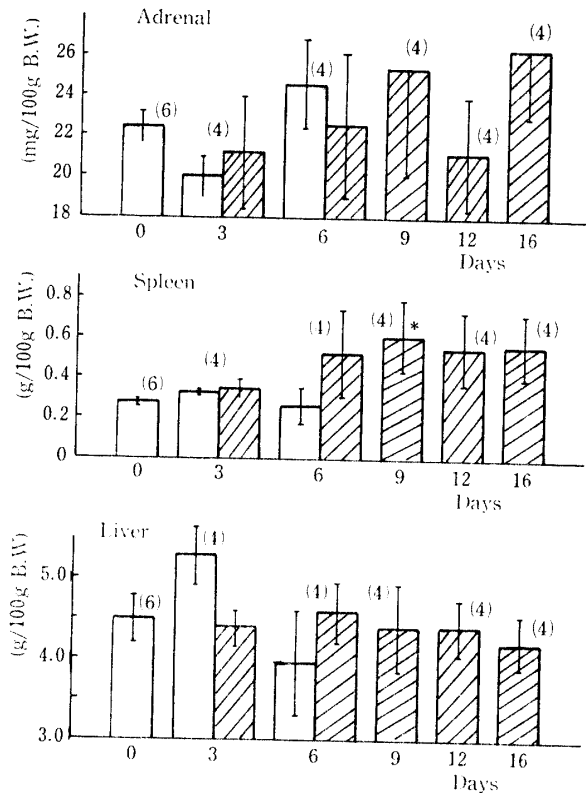 Adrenal
(mg/100g B.W.)
26
24
22
20
18
(6)
(4)
(4)
(4)
(4)
(4)
0 3 6 9 12 16
Days
Spleen
(g/100g B.W.)
0.8
0.6
0.4
0.2
0
(6)
(4)
(4)
(4) *
(4)
(4)
0 3 6 9 12 16
Days
Liver
(g/100g B.W)
5.0
4.0
3.0
(6)
(4)
(4)
(4)
(4)
(4)
0 3 6 9 12 16
Days